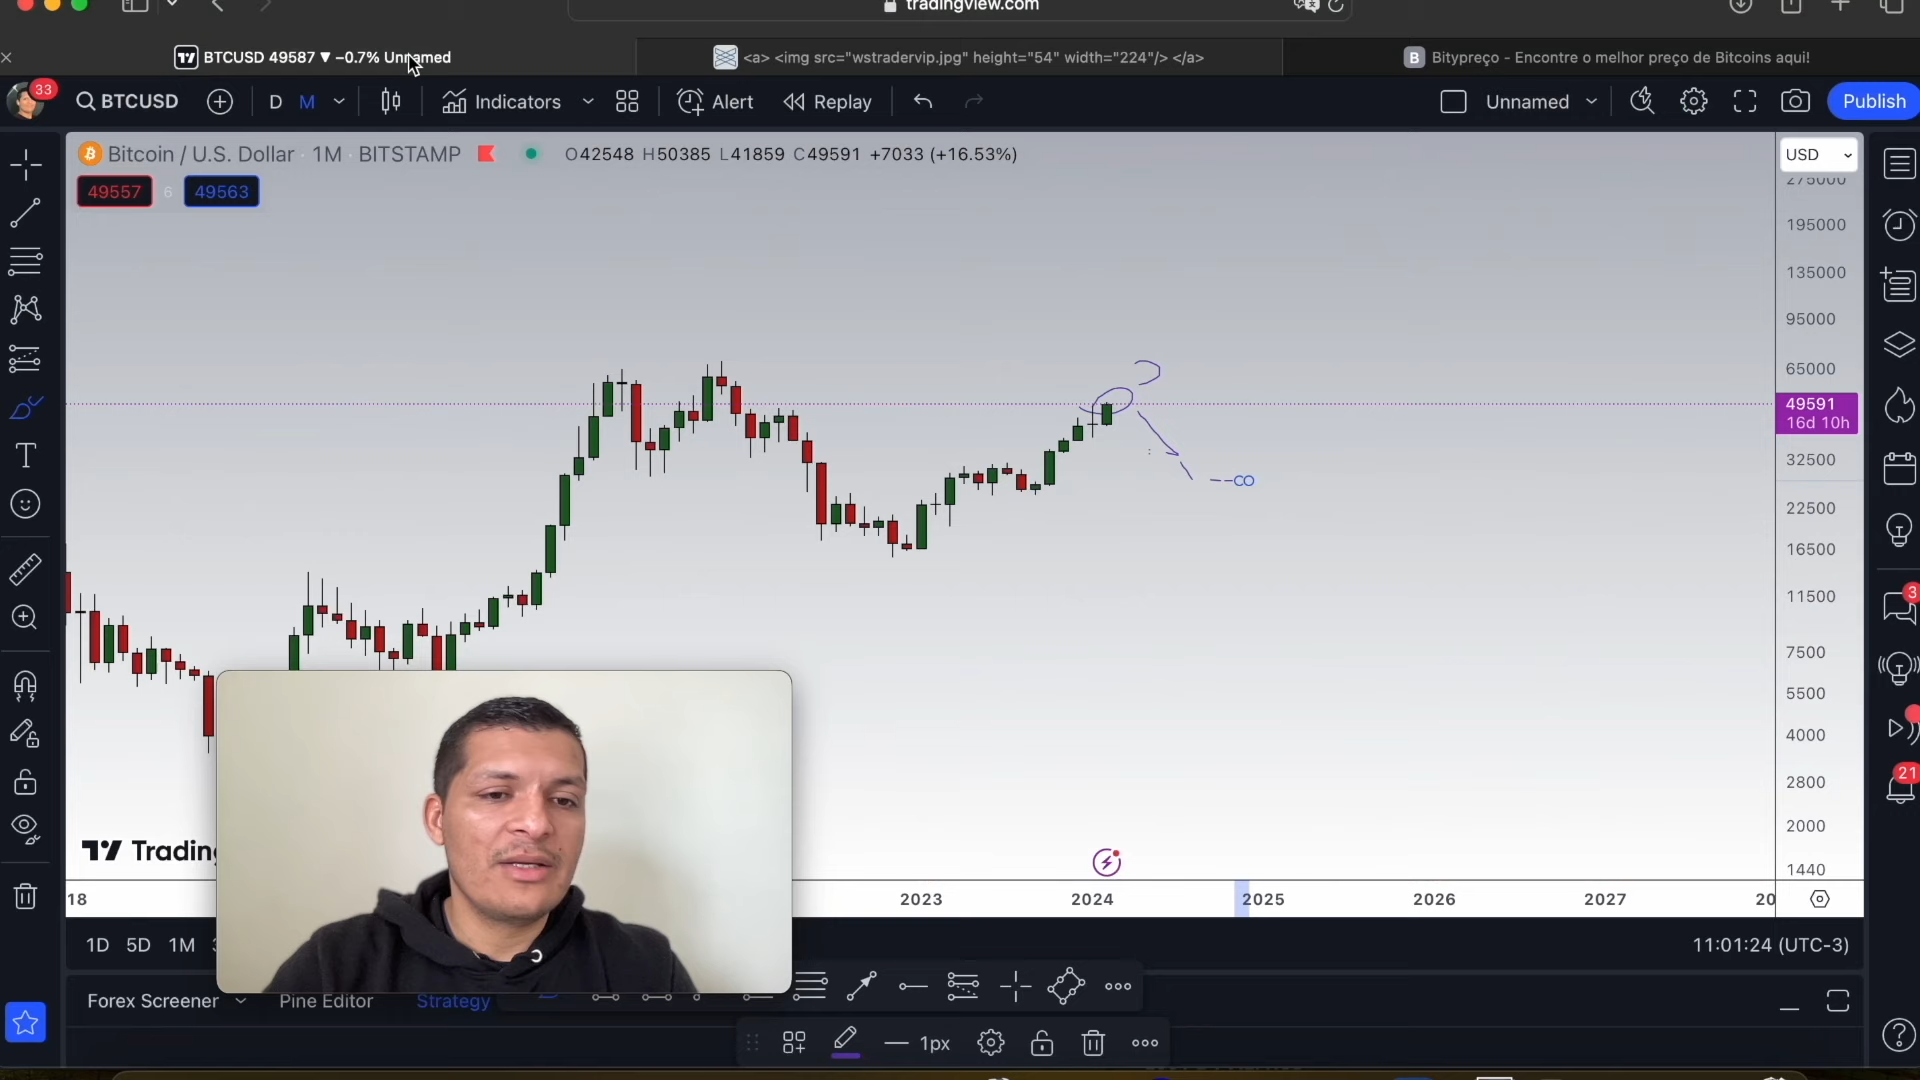 tradingview.com
BTCUSD 49587 ▼ −0.7% Unnamed
<a> <img src="wstradervip.jpg" height="54" width="224"/> </a>
B Bitypreço - Encontre o melhor preço de Bitcoins aqui!
33
BTCUSD
D M
Indicators
Alert
Replay
Unnamed
Publish
Bitcoin / U.S. Dollar · 1M · BITSTAMP
O42548 H50385 L41859 C49591 +7033 (+16.53%)
USD
49557 6 49563
275000
195000
135000
95000
65000
49591
16d 10h
32500
22500
16500
11500
7500
5500
4000
2800
2000
1440
3
21
18 2023 2024 2025 2026 2027 20
1D 5D 1M
11:01:24 (UTC-3)
Forex Screener Pine Editor Strategy
1px